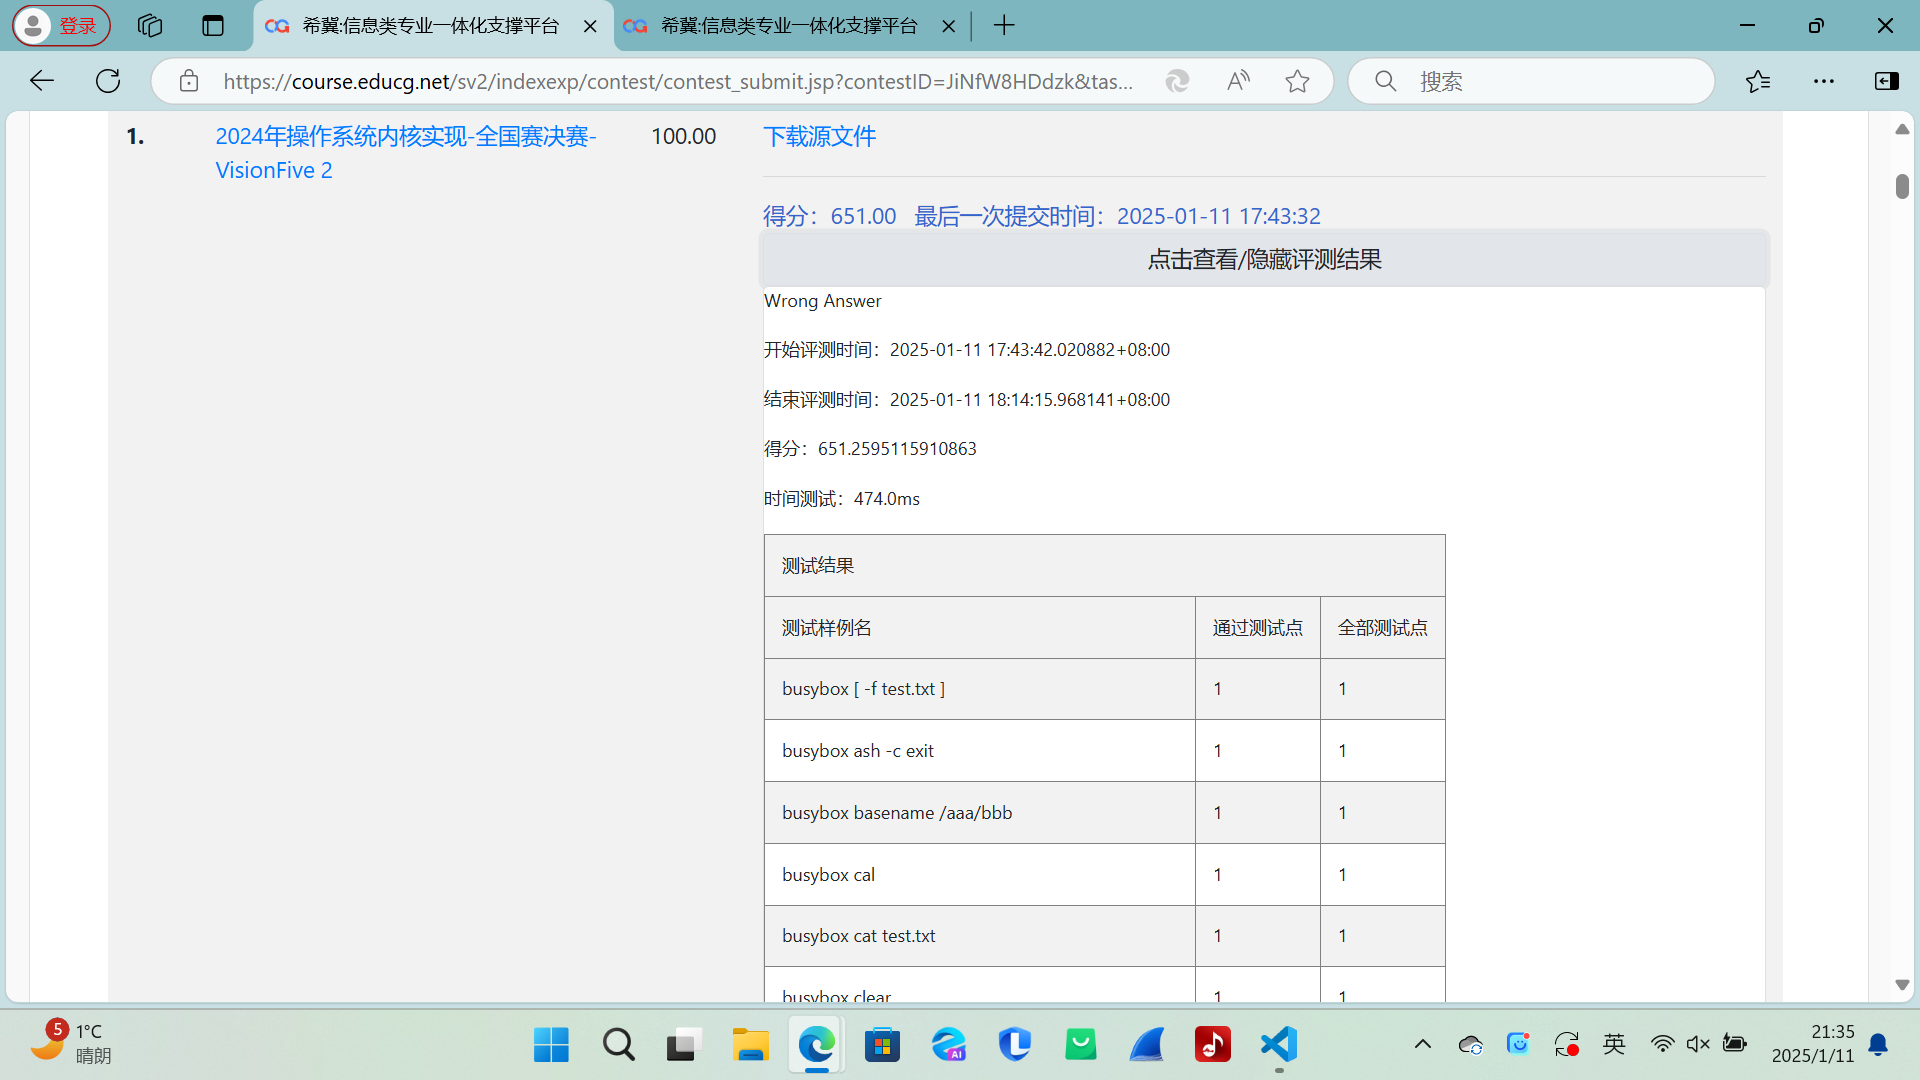 登录
希冀:信息类专业一体化支撑平台
希冀:信息类专业一体化支撑平台
https://course.educg.net/sv2/indexexp/contest/contest_submit.jsp?contestID=JiNfW8HDdzk&tas...
搜索
1.
2024年操作系统内核实现-全国赛决赛-
VisionFive 2
100.00
下载源文件
得分：651.00 最后一次提交时间：2025-01-11 17:43:32
点击查看/隐藏评测结果
Wrong Answer
开始评测时间：2025-01-11 17:43:42.020882+08:00
结束评测时间：2025-01-11 18:14:15.968141+08:00
得分：651.2595115910863
时间测试：474.0ms
测试结果
测试样例名 通过测试点 全部测试点
busybox [ -f test.txt ] 1 1
busybox ash -c exit 1 1
busybox basename /aaa/bbb 1 1
busybox cal 1 1
busybox cat test.txt 1 1
busybox clear 1 1
5
1°C
晴朗
AI
英
21:35
2025/1/11